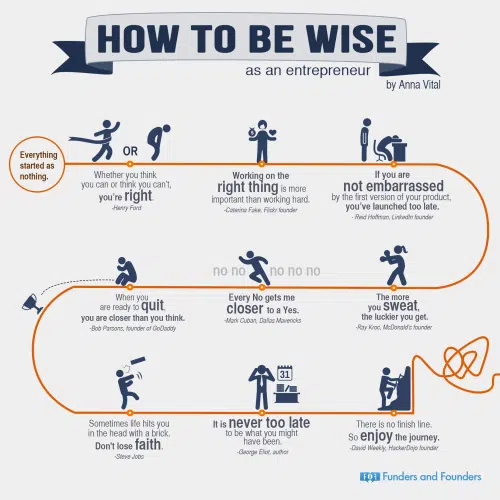 HOW TO BE WISE
as an entrepreneur
by Anna Vital
Everything
started as
nothing.
OR
Whether you think
you can or think you can't,
you're right.
-Henry Ford
Working on the
right thing is more
important than working hard.
-Caterina Fake, Flickr founder
If you are
not embarrassed
by the first version of your product,
you've launched too late.
- Reid Hoffman, LinkedIn founder
no no no no no
When you
are ready to quit,
you are closer than you think.
-Bob Parsons, founder of GoDaddy
Every No gets me
closer to a Yes.
-Mark Cuban, Dallas Mavericks
The more
you sweat,
the luckier you get.
-Ray Kroc, McDonald's founder
31
Sometimes life hits you
in the head with a brick.
Don't lose faith.
-Steve Jobs
It is never too late
to be what you might
have been.
-George Eliot, author
There is no finish line.
So enjoy the journey.
-David Weekly, HackerDojo founder
Funders and Founders